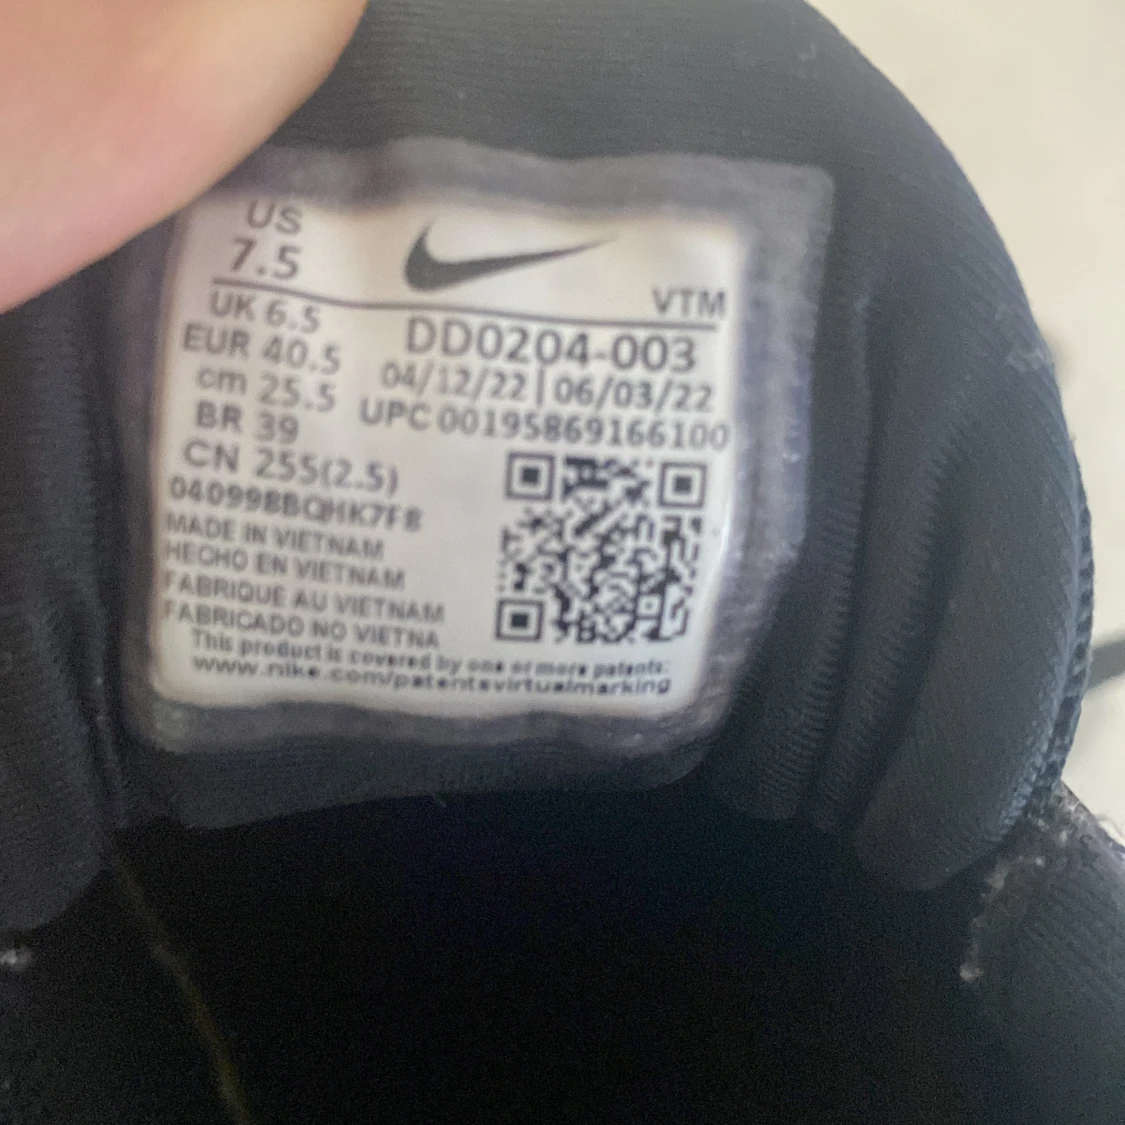 US
7.5
VTM
UK 6.5
EUR 40.5
cm 25.5
BR 39
CN 255(2.5)
DD0204-003
04/12/22 | 06/03/22
UPC 00195869166100
040998BQHK7F8
MADE IN VIETNAM
HECHO EN VIETNAM
FABRIQUE AU VIETNAM
FABRICADO NO VIETNA
This product is covered by one or more patents:
www.nike.com/patentsvirtualmarking